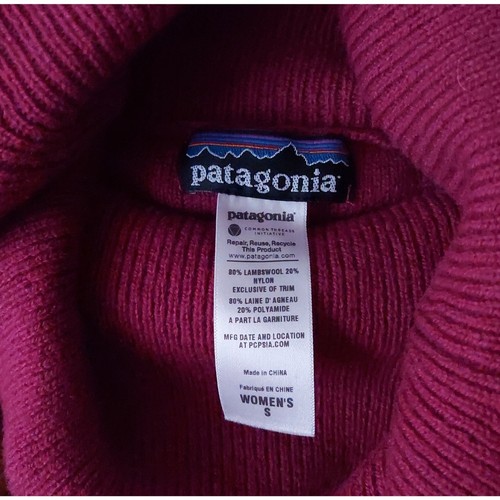 patagonia
patagonia
COMMON THREADS
INITIATIVE
Repair, Reuse, Recycle
This Product
www.patagonia.com
80% LAMBSWOOL 20%
NYLON
EXCLUSIVE OF TRIM
80% LAINE D'AGNEAU
20% POLYAMIDE
A PART LA GARNITURE
MFG DATE AND LOCATION
AT PCPSIA.COM
Made in CHINA
Fabriqué EN CHINE
WOMEN'S
S